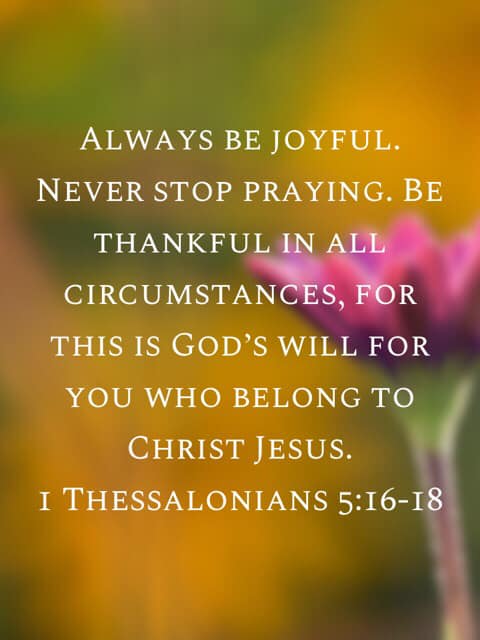 Always be joyful.
Never stop praying. Be
thankful in all
circumstances, for
this is God’s will for
you who belong to
Christ Jesus.
1 Thessalonians 5:16-18